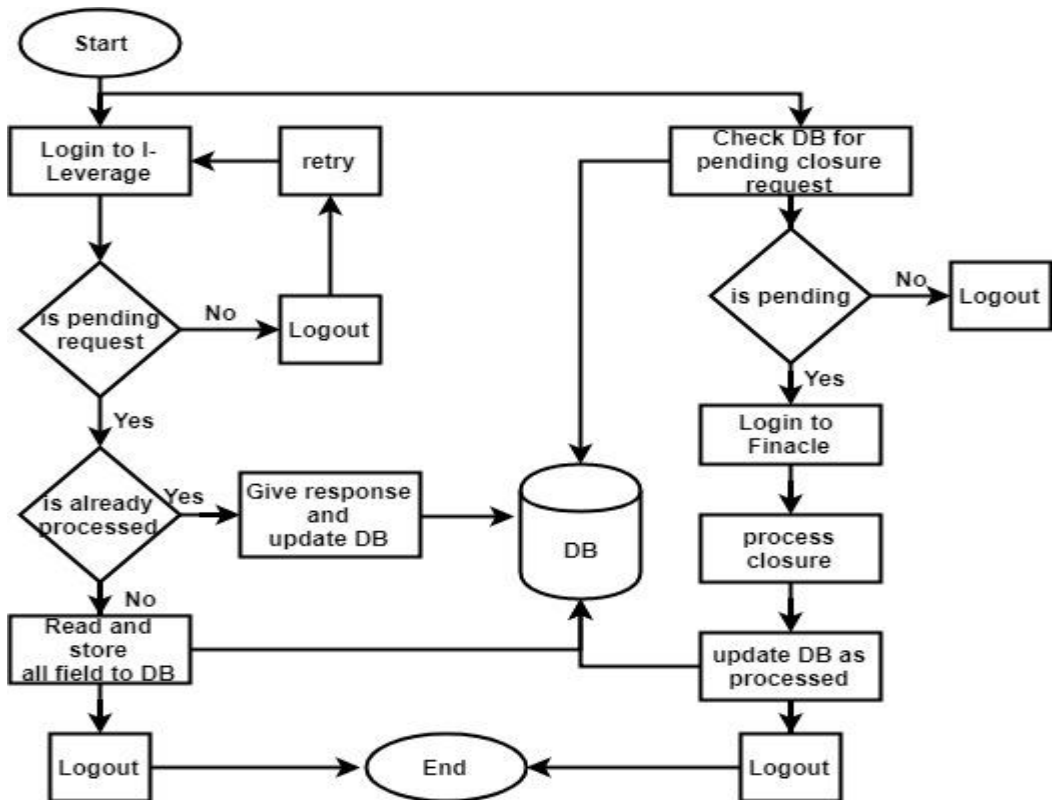 Start
Login to I-
Leverage
retry
Check DB for
pending closure
request
is pending
request
No
Logout
is pending
No
Logout
Yes
Yes
Login to
Finacle
is already
processed
Yes
Give response
and
update DB
DB
process
closure
No
Read and
store
all field to DB
update DB as
processed
Logout
End
Logout